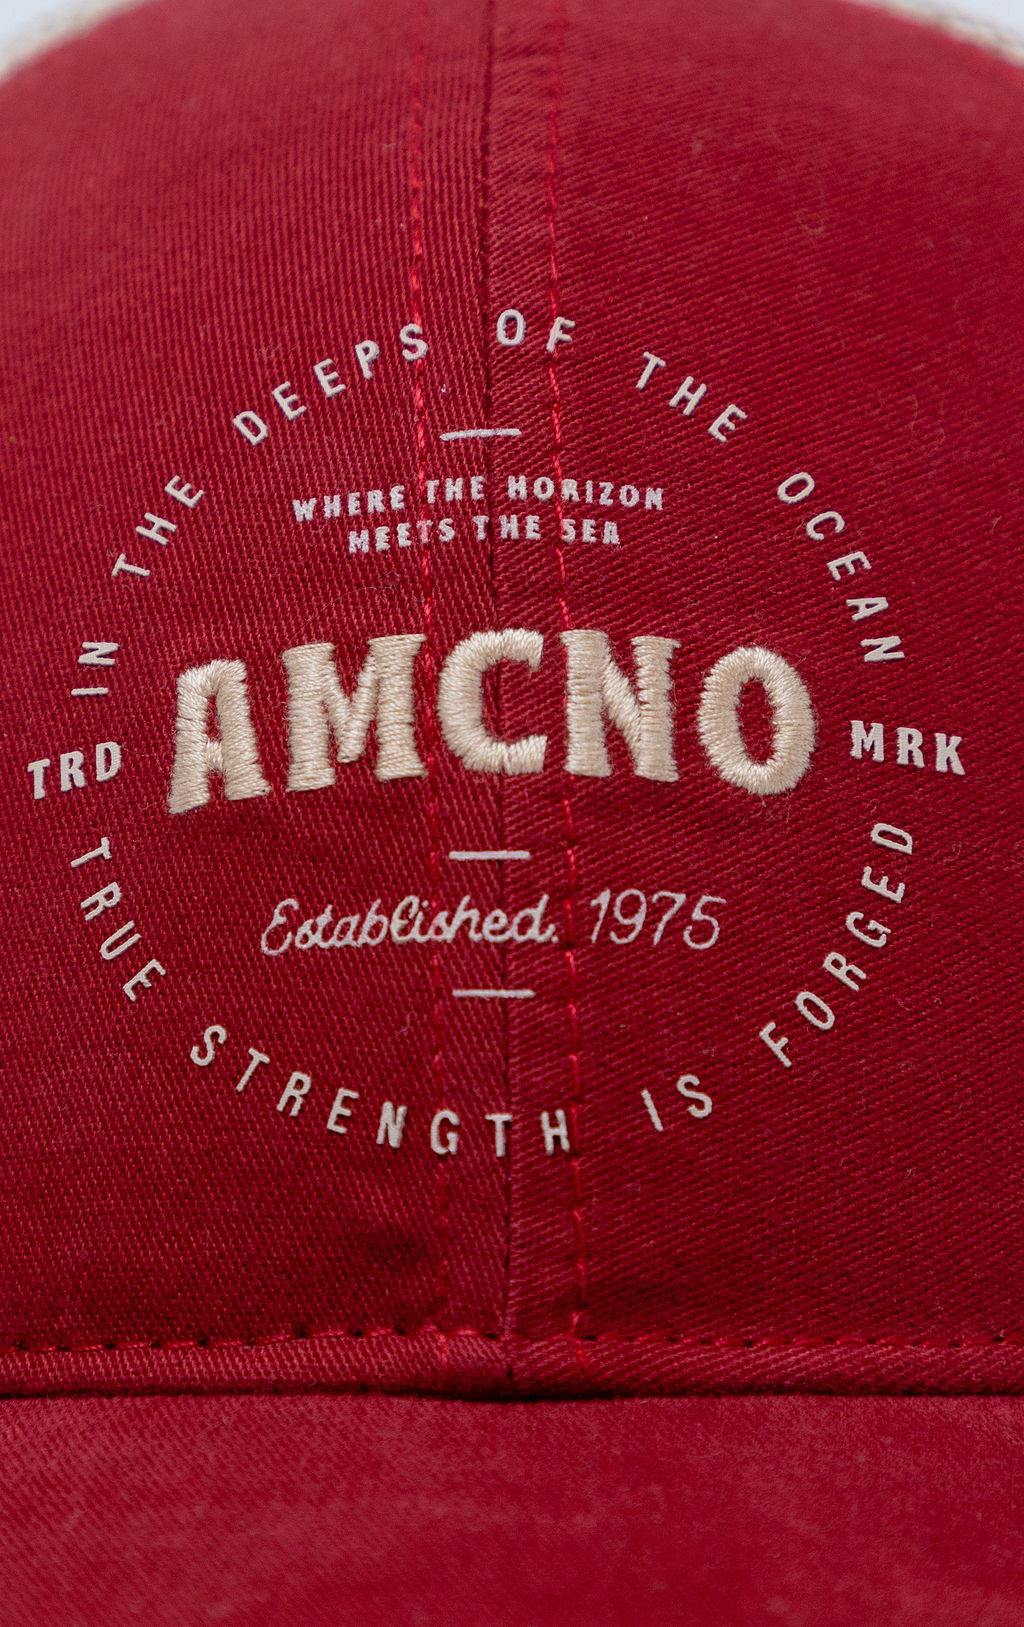 IN THE DEEPS OF THE OCEAN
WHERE THE HORIZON
MEETS THE SEA
TRD
AMCNO
MRK
Established. 1975
TRUE STRENGTH IS FORGED